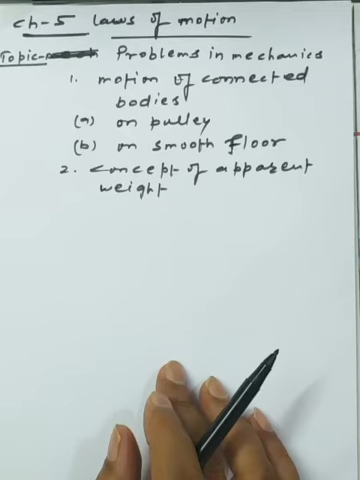 ch-5 laws of motion
Topic- Problems in mechanics
1. motion of connected
bodies
(a) on pulley
(b) on smooth floor
2. concept of apparent
weight